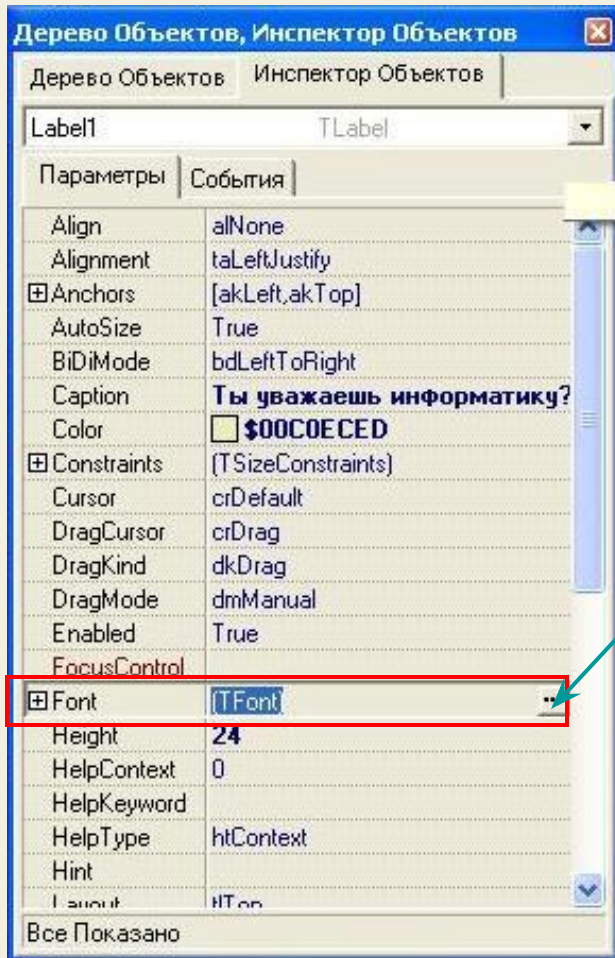 Дерево Объектов, Инспектор Объектов
Дерево Объектов Инспектор Объектов
Label1 TLabel
Параметры События
Align alNone
Alignment taLeftJustify
Anchors [akLeft,akTop]
AutoSize True
BiDiMode bdLeftToRight
Caption Ты уважаешь информатику?
Color $00C0ECED
Constraints (TSizeConstraints)
Cursor crDefault
DragCursor crDrag
DragKind dkDrag
DragMode dmManual
Enabled True
FocusControl
Font (TFont) ...
Height 24
HelpContext 0
HelpKeyword
HelpType htContext
Hint
Layout tlTop
Все Показано